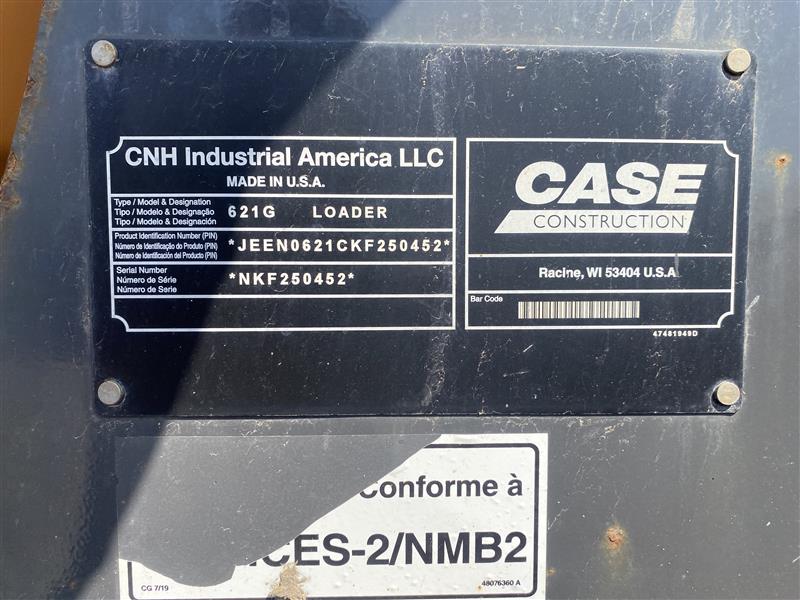 CNH Industrial America LLC
MADE IN U.S.A.
Type / Model & Designation
Tipo / Modelo & Designação
Tipo / Modelo & Designación
621G LOADER
Product Identification Number (PIN)
Número de Identificação do Produto (PIN)
Número de Identificación del Producto (PIN)
*JEEN0621CKF250452*
Serial Number
Número de Série
Número de Serie
*NKF250452*
CASE
CONSTRUCTION
Racine, WI 53404 U.S.A
Bar Code
47481949D
Conforme à
CES-2/NMB2
CG 7/19
48076360 A